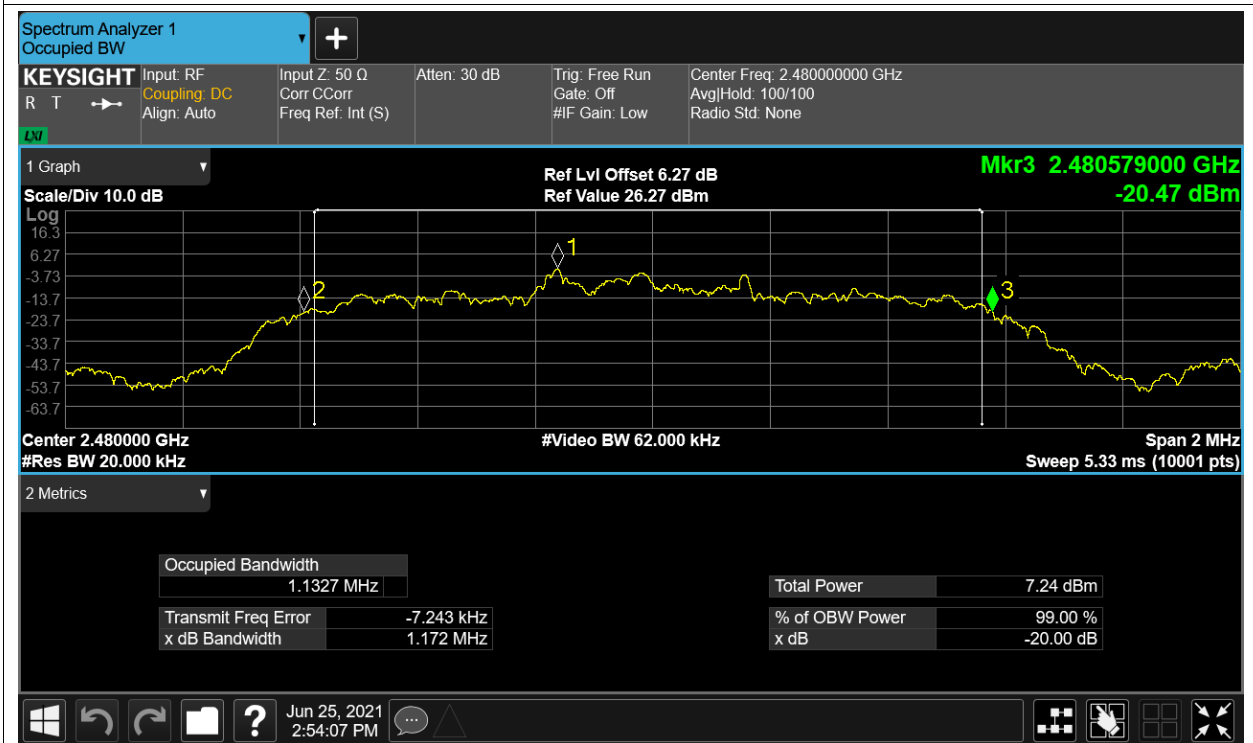 Spectrum Analyzer 1
Occupied BW
KEYSIGHT
R T
LXI
Input: RF
Coupling: DC
Align: Auto
Input Z: 50 Ω
Corr CCorr
Freq Ref: Int (S)
Atten: 30 dB
Trig: Free Run
Gate: Off
#IF Gain: Low
Center Freq: 2.480000000 GHz
Avg|Hold: 100/100
Radio Std: None
1 Graph
Scale/Div 10.0 dB
Ref Lvl Offset 6.27 dB
Ref Value 26.27 dBm
Mkr3 2.480579000 GHz
-20.47 dBm
Log
16.3
6.27
-3.73
-13.7
-23.7
-33.7
-43.7
-53.7
-63.7
1
2
3
Center 2.480000 GHz
#Video BW 62.000 kHz
Span 2 MHz
#Res BW 20.000 kHz
Sweep 5.33 ms (10001 pts)
2 Metrics
Occupied Bandwidth
1.1327 MHz
Transmit Freq Error -7.243 kHz
x dB Bandwidth 1.172 MHz
Total Power 7.24 dBm
% of OBW Power 99.00 %
x dB -20.00 dB
?
Jun 25, 2021
2:54:07 PM